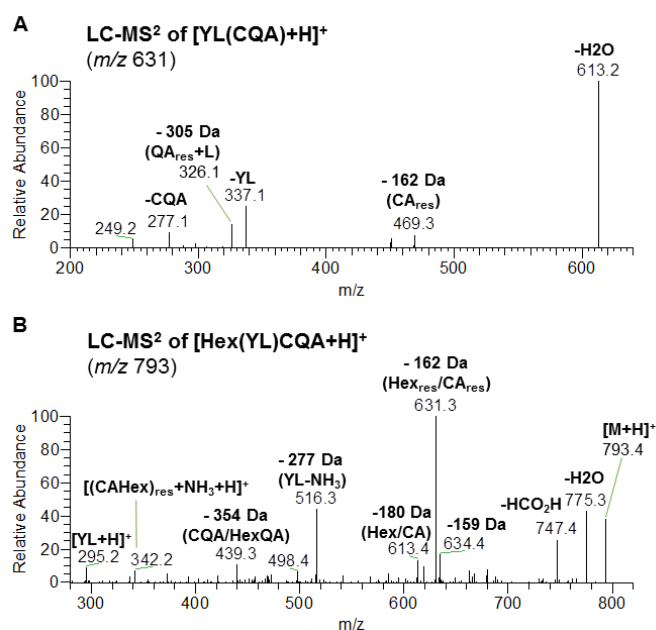 A
LC-MS² of [YL(CQA)+H]⁺
(m/z 631)
-H2O
613.2
100
80
60
40
20
0
Relative Abundance
- 305 Da
(QAres+L)
326.1
-YL
337.1
-CQA
277.1
249.2
- 162 Da
(CAres)
469.3
200
300
400
500
600
m/z
B
LC-MS² of [Hex(YL)CQA+H]⁺
(m/z 793)
- 162 Da
(Hexres/CAres)
631.3
[M+H]⁺
793.4
100
80
60
40
20
0
Relative Abundance
- 277 Da
(YL-NH3)
516.3
-H2O
775.3
[(CAHex)res+NH3+H]⁺
342.2
- 354 Da
(CQA/HexQA)
439.3
-180 Da
(Hex/CA)
613.4
-159 Da
634.4
-HCO2H
747.4
[YL+H]⁺
295.2
498.4
300
400
500
600
700
800
m/z